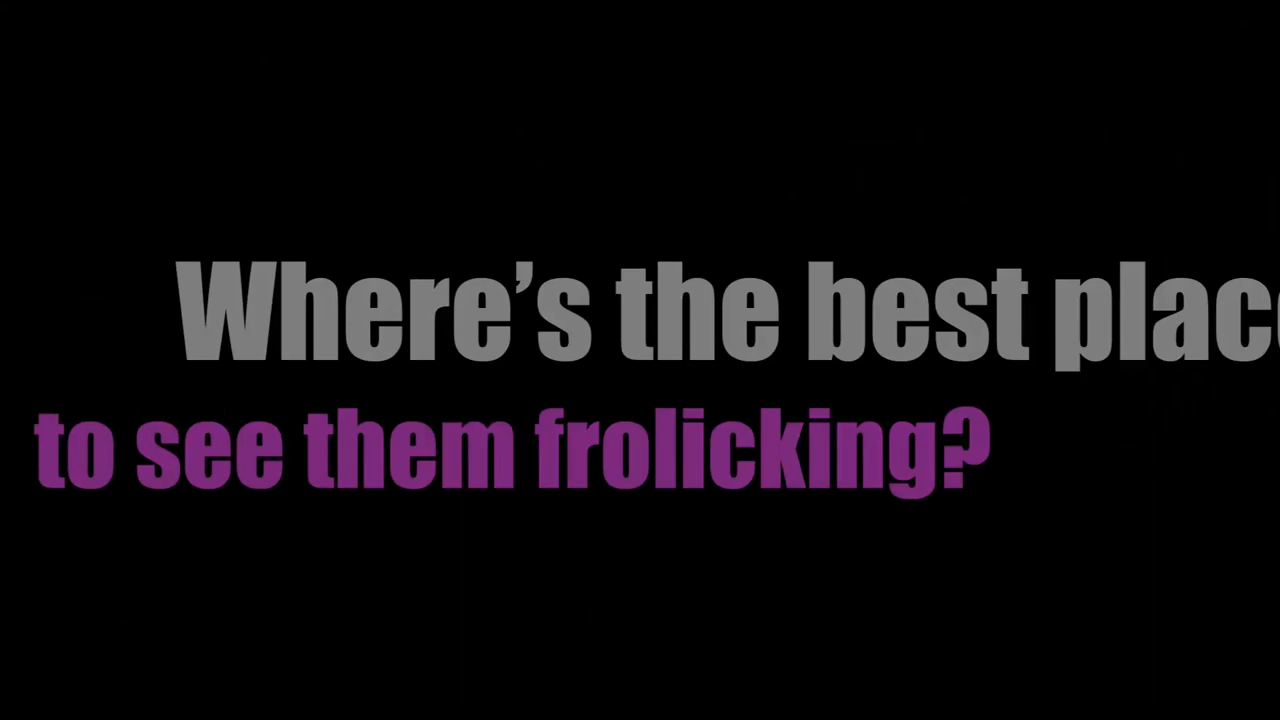 Where’s the best plac
to see them frolicking?